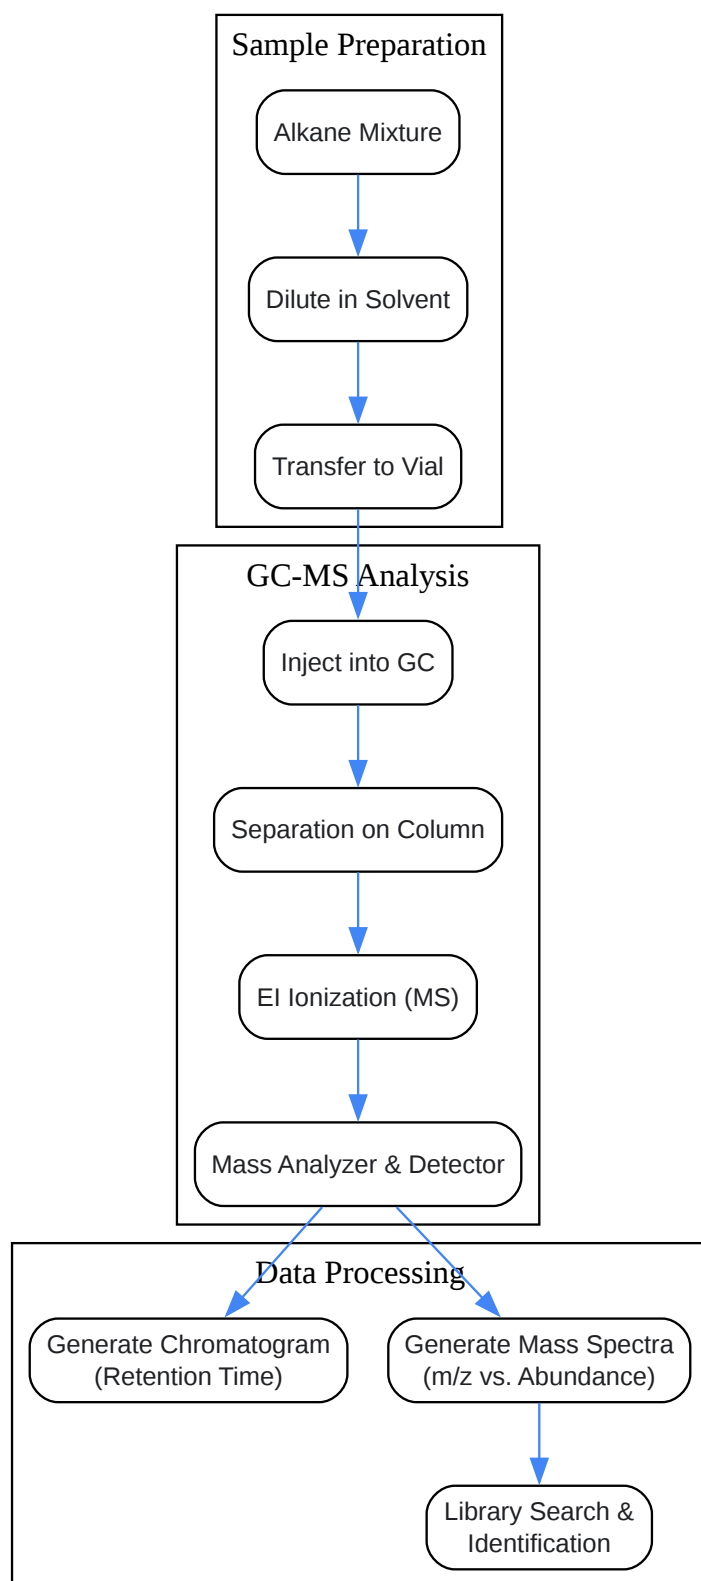 Sample Preparation
Alkane Mixture
Dilute in Solvent
Transfer to Vial
GC-MS Analysis
Inject into GC
Separation on Column
EI Ionization (MS)
Mass Analyzer & Detector
Data Processing
Generate Chromatogram
(Retention Time)
Generate Mass Spectra
(m/z vs. Abundance)
Library Search &
Identification